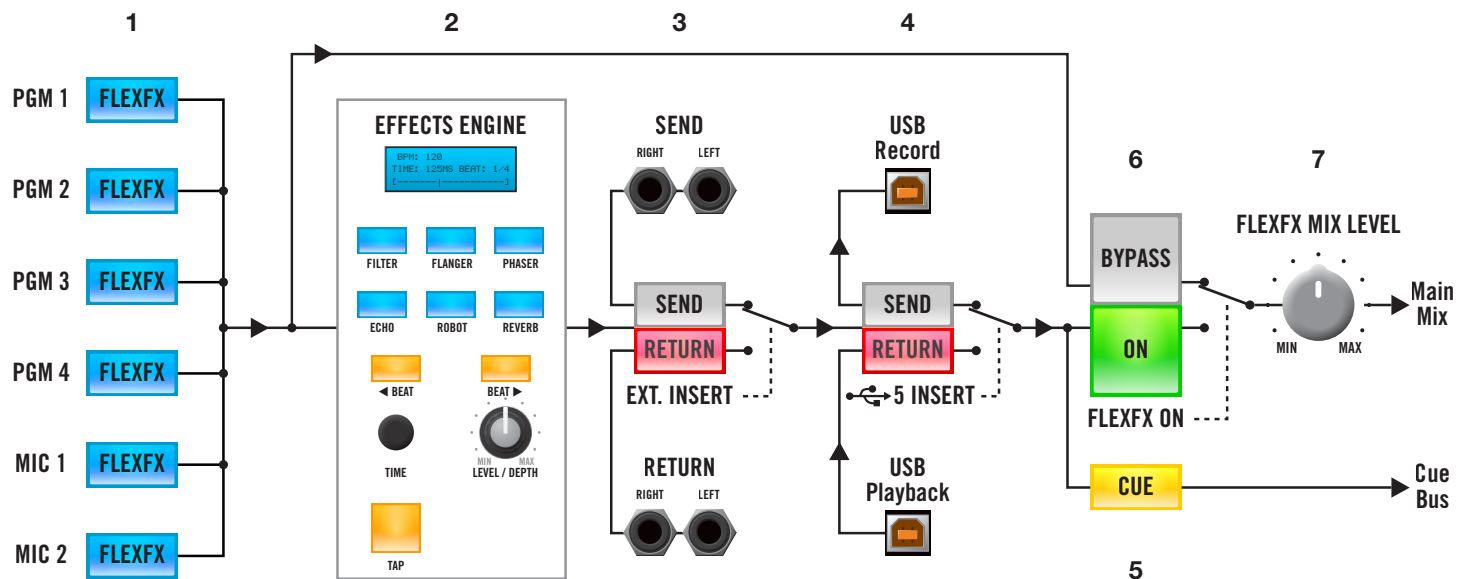 1
2
3
4
PGM 1
FLEXFX
PGM 2
FLEXFX
PGM 3
FLEXFX
PGM 4
FLEXFX
MIC 1
FLEXFX
MIC 2
FLEXFX
EFFECTS ENGINE
BPM: 120
TIME: 125MS BEAT: 1/4
[-------|-----------]
FILTER
FLANGER
PHASER
ECHO
ROBOT
REVERB
◀ BEAT
BEAT ▶
TIME
MIN
MAX
LEVEL / DEPTH
TAP
SEND
RIGHT
LEFT
SEND
RETURN
EXT. INSERT
RETURN
RIGHT
LEFT
USB
Record
SEND
RETURN
5 INSERT
USB
Playback
6
BYPASS
ON
FLEXFX ON
CUE
5
7
FLEXFX MIX LEVEL
MIN
MAX
Main
Mix
Cue
Bus